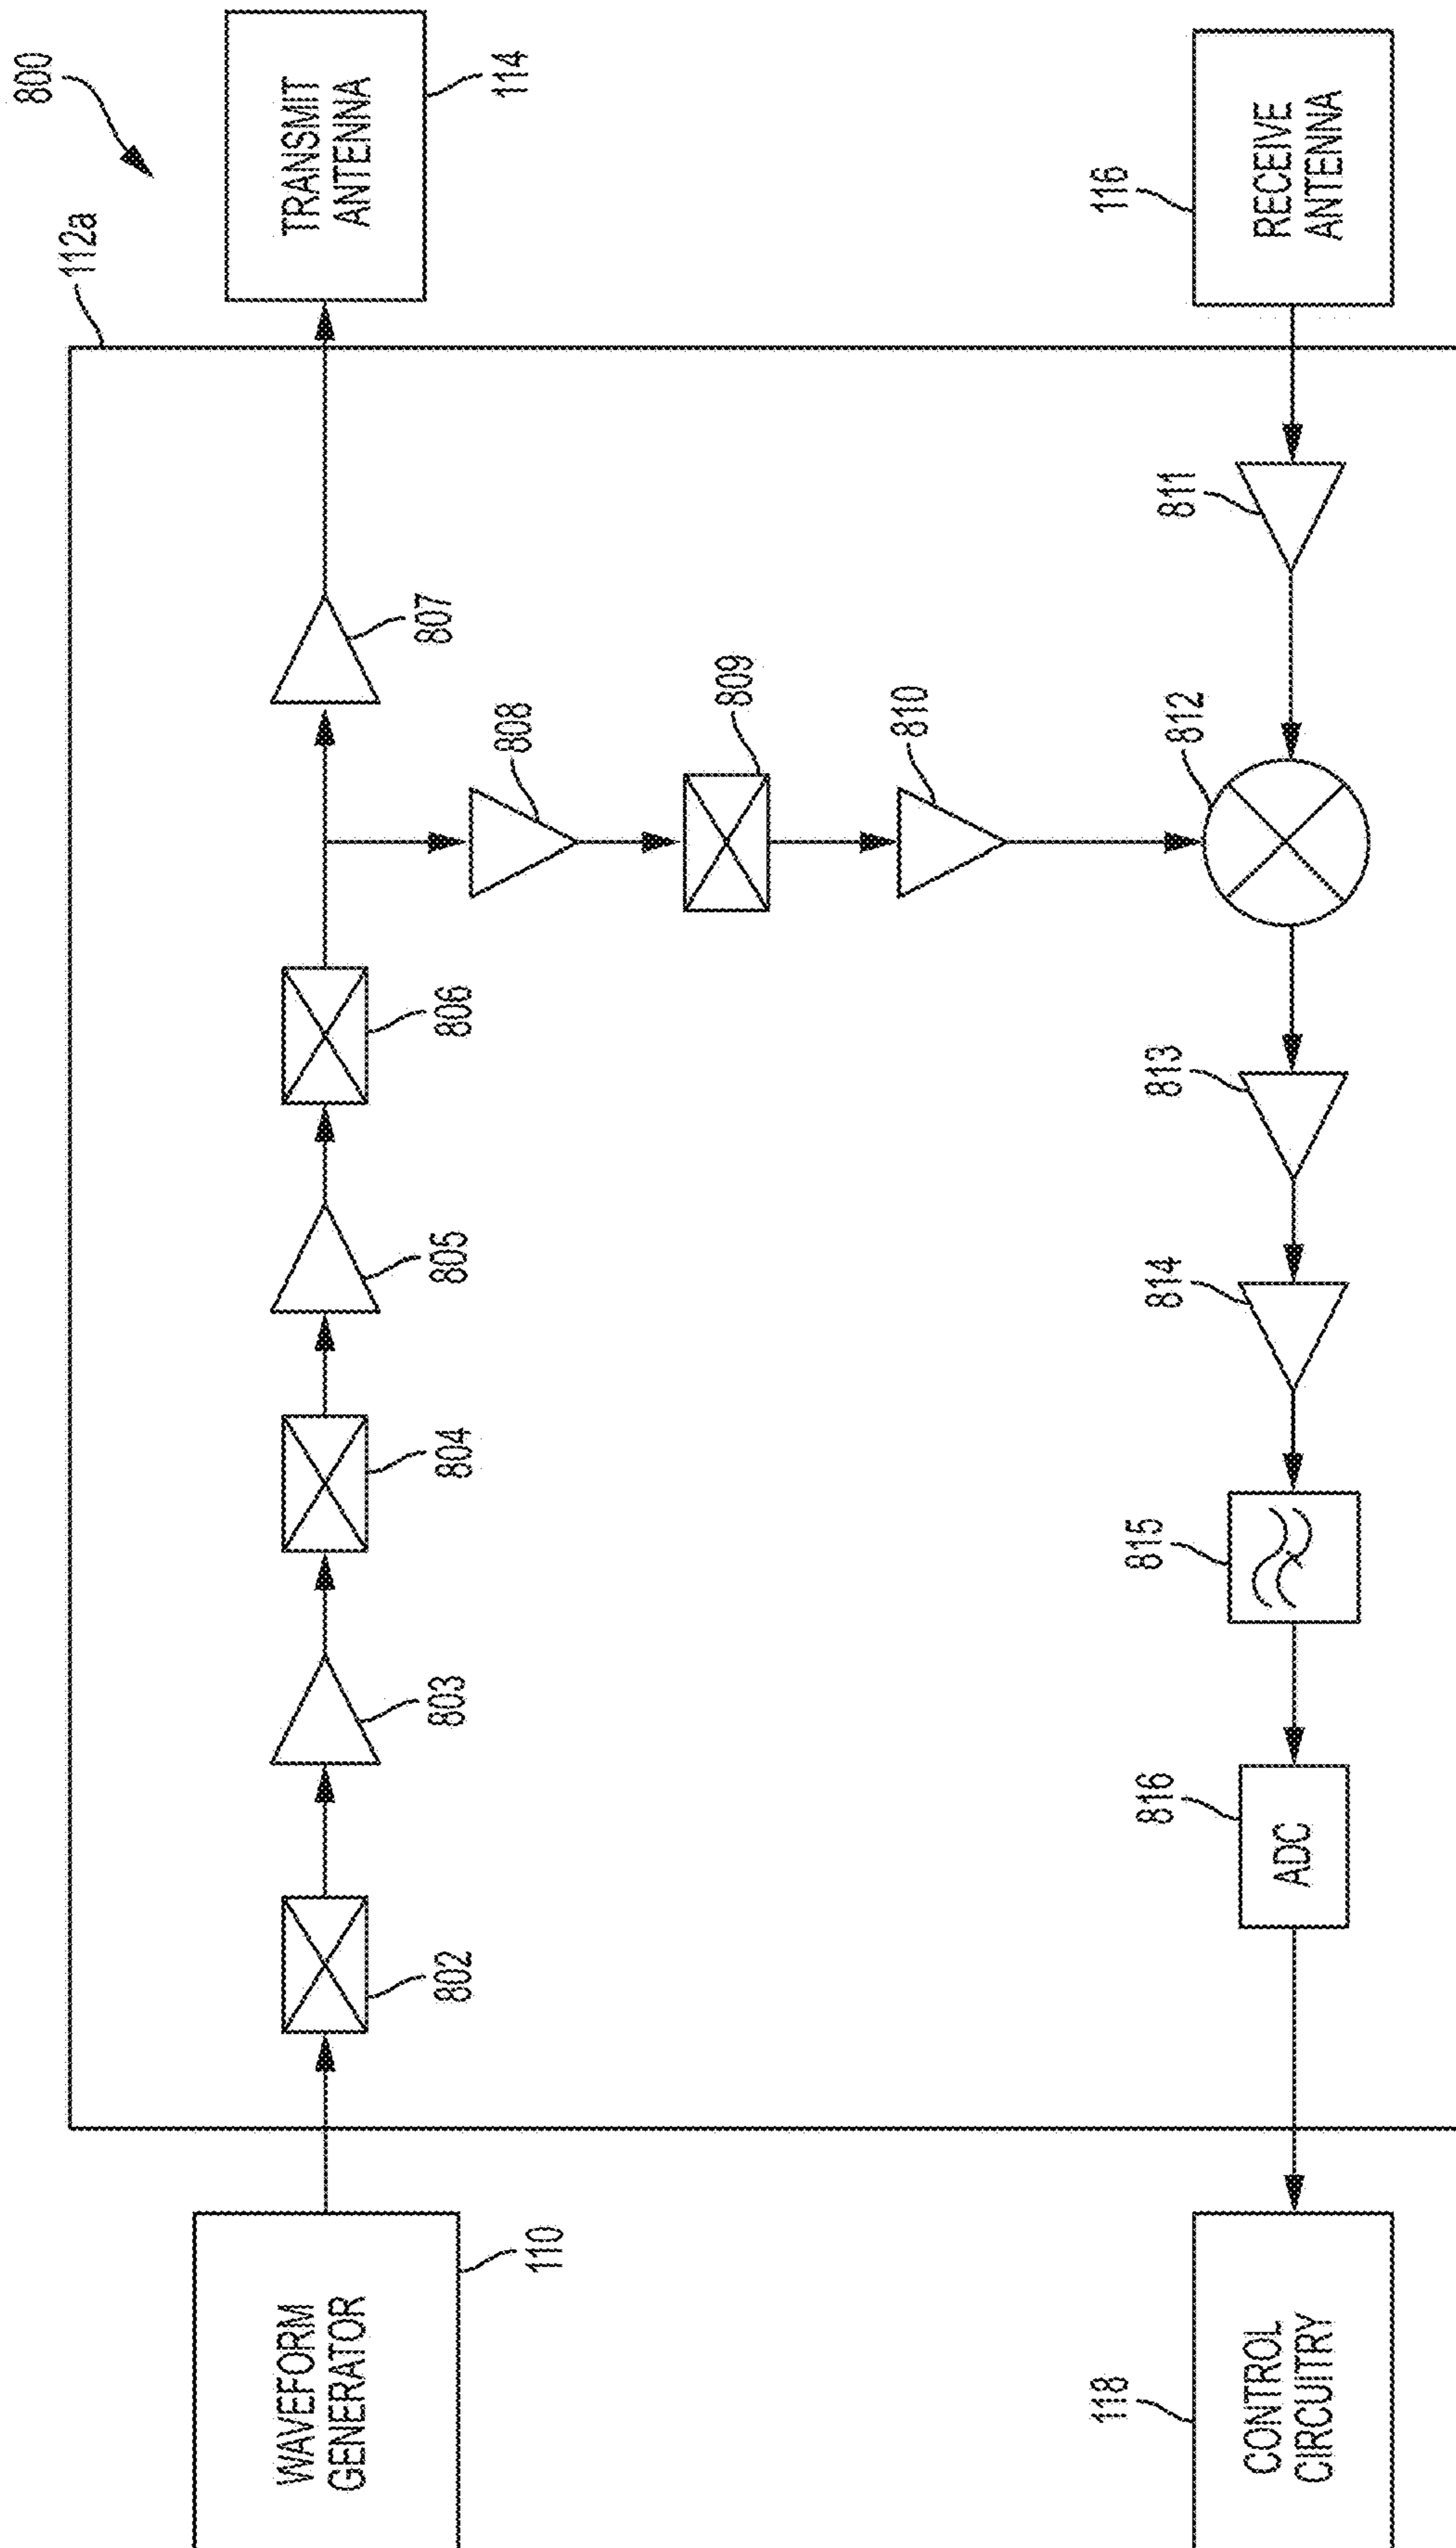 800
112a
WAVEFORM
GENERATOR
110
802
803
804
805
806
807
TRANSMIT
ANTENNA
114
808
809
810
CONTROL
CIRCUITRY
118
ADC
816
815
814
813
812
811
RECEIVE
ANTENNA
116